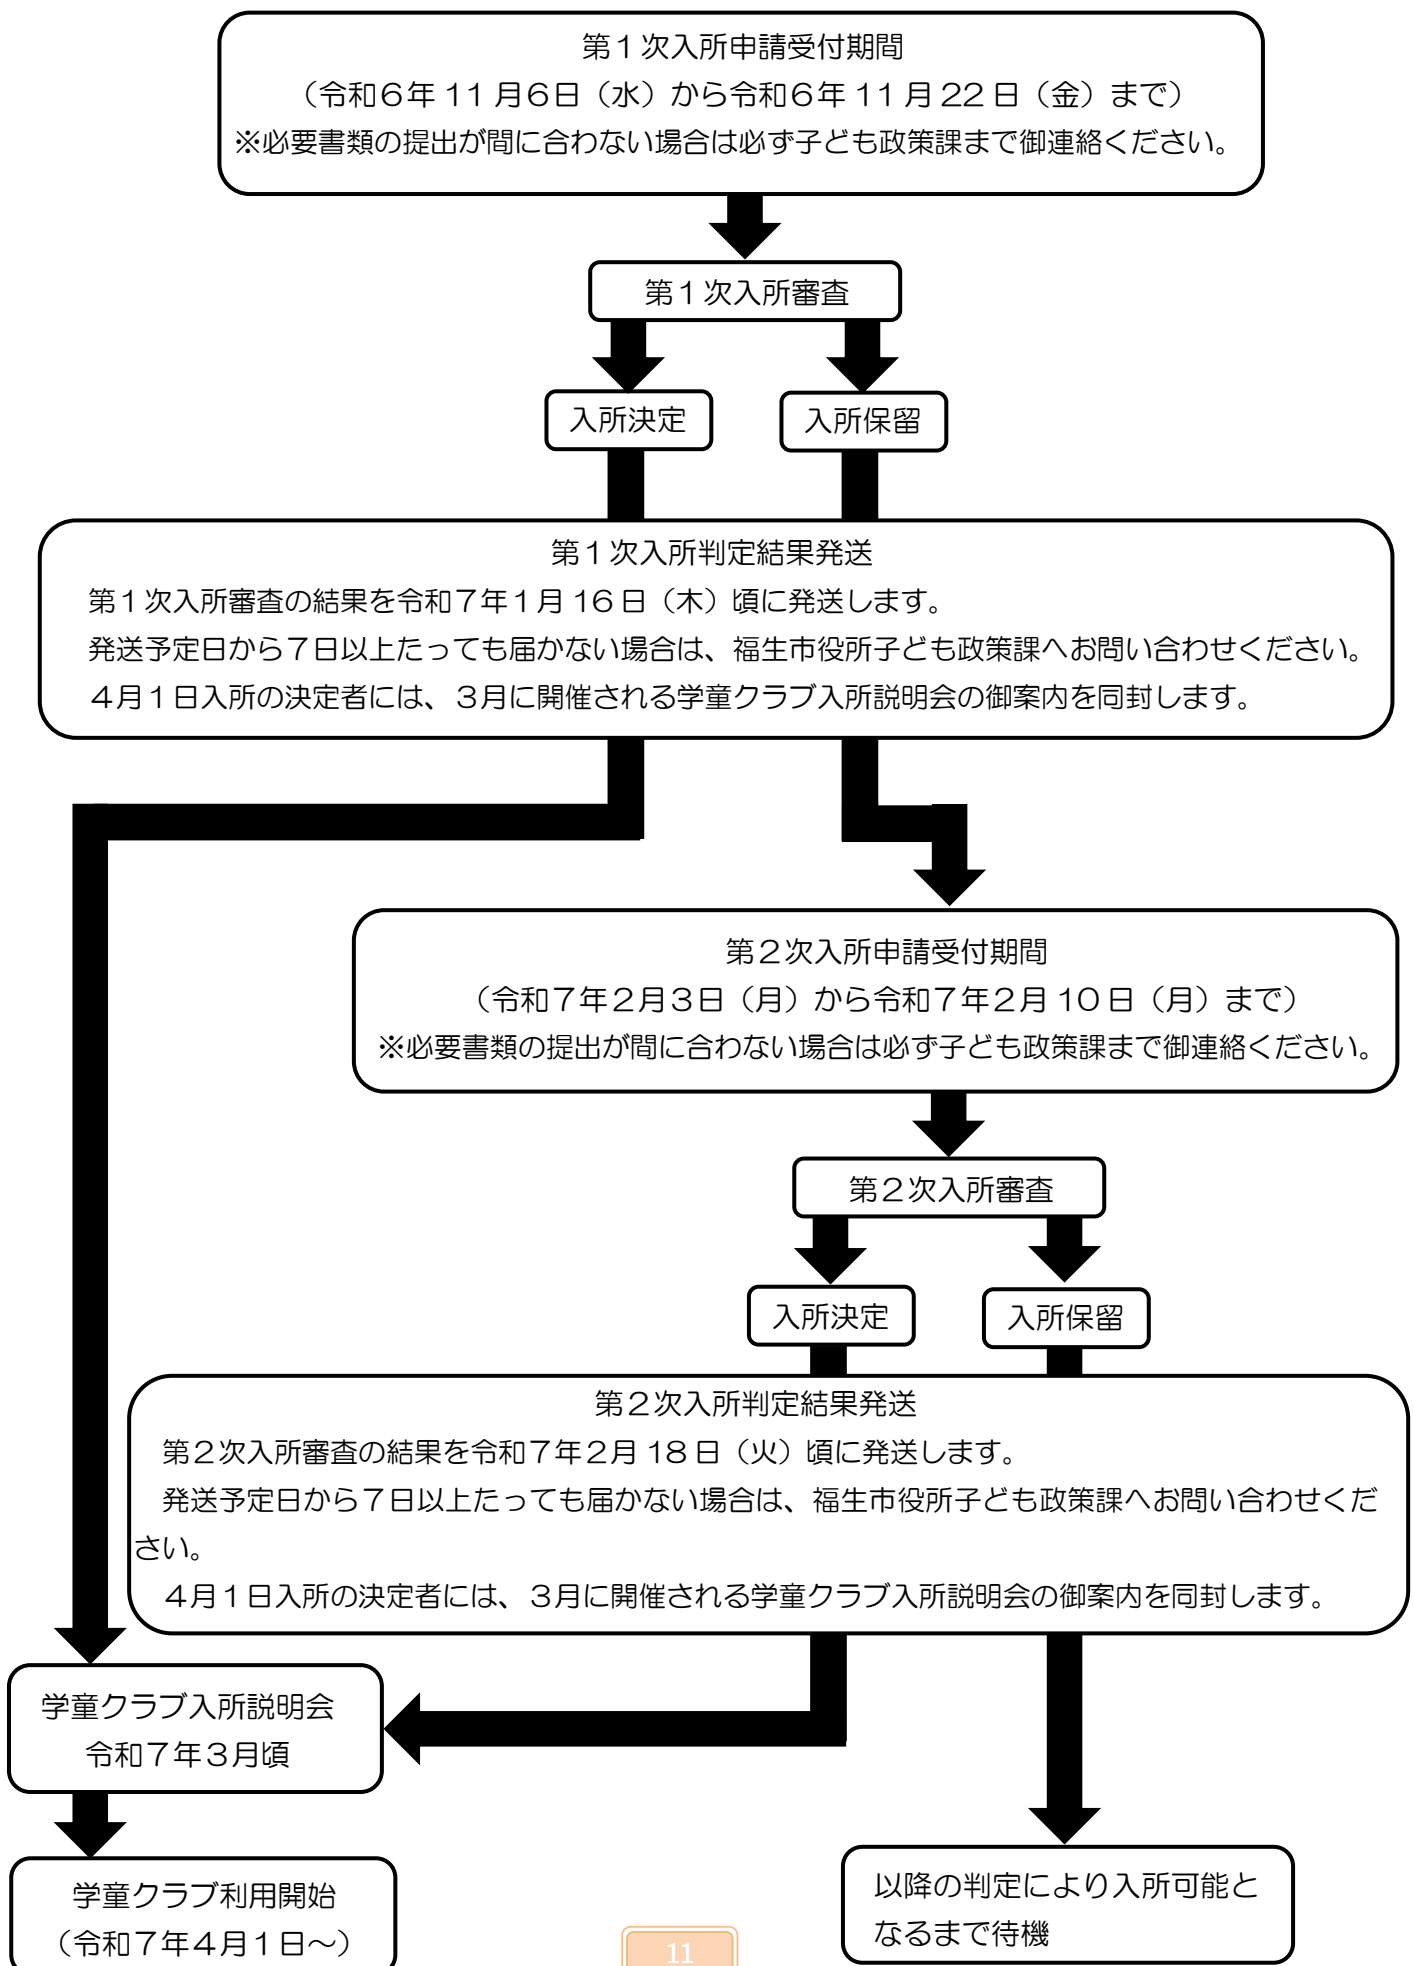 第１次入所申請受付期間
（令和６年 11 月６日（水）から令和６年 11 月 22 日（金）まで）
※必要書類の提出が間に合わない場合は必ず子ども政策課まで御連絡ください。
第１次入所審査
入所決定
入所保留
第１次入所判定結果発送
第１次入所審査の結果を令和７年１月 16 日（木）頃に発送します。
発送予定日から７日以上たっても届かない場合は、福生市役所子ども政策課へお問い合わせください。
４月１日入所の決定者には、３月に開催される学童クラブ入所説明会の御案内を同封します。
第２次入所申請受付期間
（令和７年２月３日（月）から令和７年２月 10 日（月）まで）
※必要書類の提出が間に合わない場合は必ず子ども政策課まで御連絡ください。
第２次入所審査
入所決定
入所保留
第２次入所判定結果発送
第２次入所審査の結果を令和７年２月 18 日（火）頃に発送します。
発送予定日から７日以上たっても届かない場合は、福生市役所子ども政策課へお問い合わせくだ
さい。
４月１日入所の決定者には、３月に開催される学童クラブ入所説明会の御案内を同封します。
学童クラブ入所説明会
令和７年３月頃
学童クラブ利用開始
（令和７年４月１日～）
以降の判定により入所可能と
なるまで待機
11